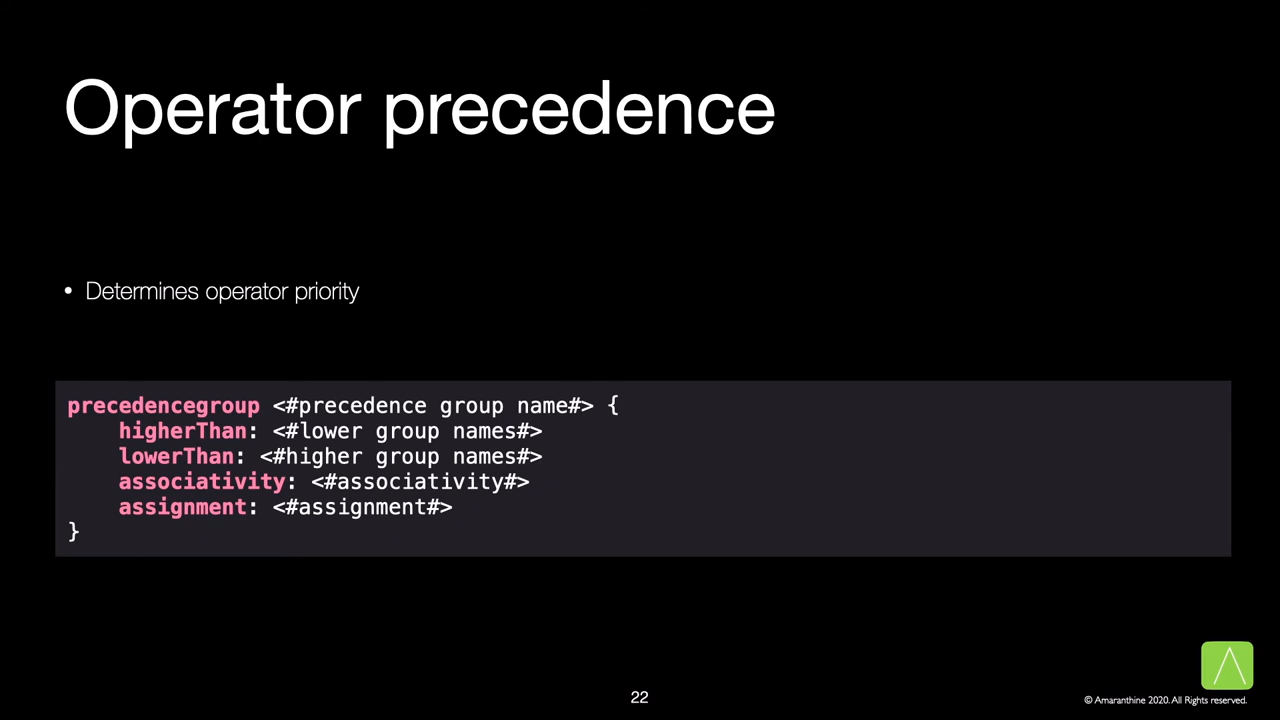 Operator precedence
• Determines operator priority
precedencegroup <#precedence group name#> {
    higherThan: <#lower group names#>
    lowerThan: <#higher group names#>
    associativity: <#associativity#>
    assignment: <#assignment#>
}
22
© Amaranthine 2020. All Rights reserved.